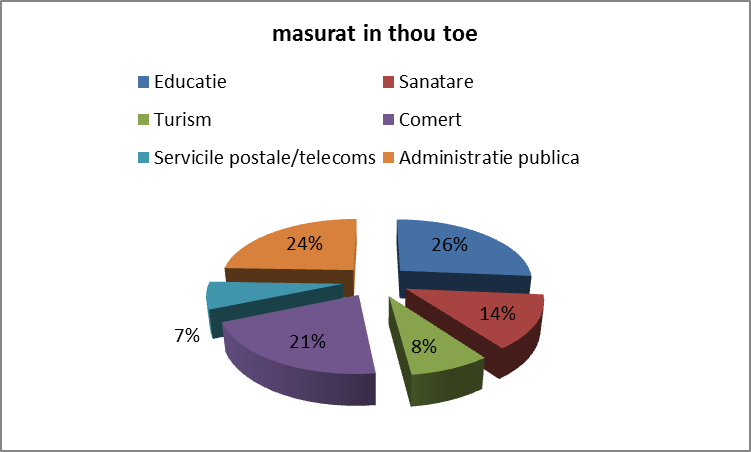 masurat in thou toe
Educatie Sanatare
Turism Comert
Servicile postale/telecoms Administratie publica
24% 26%
14%
7% 21% 8%